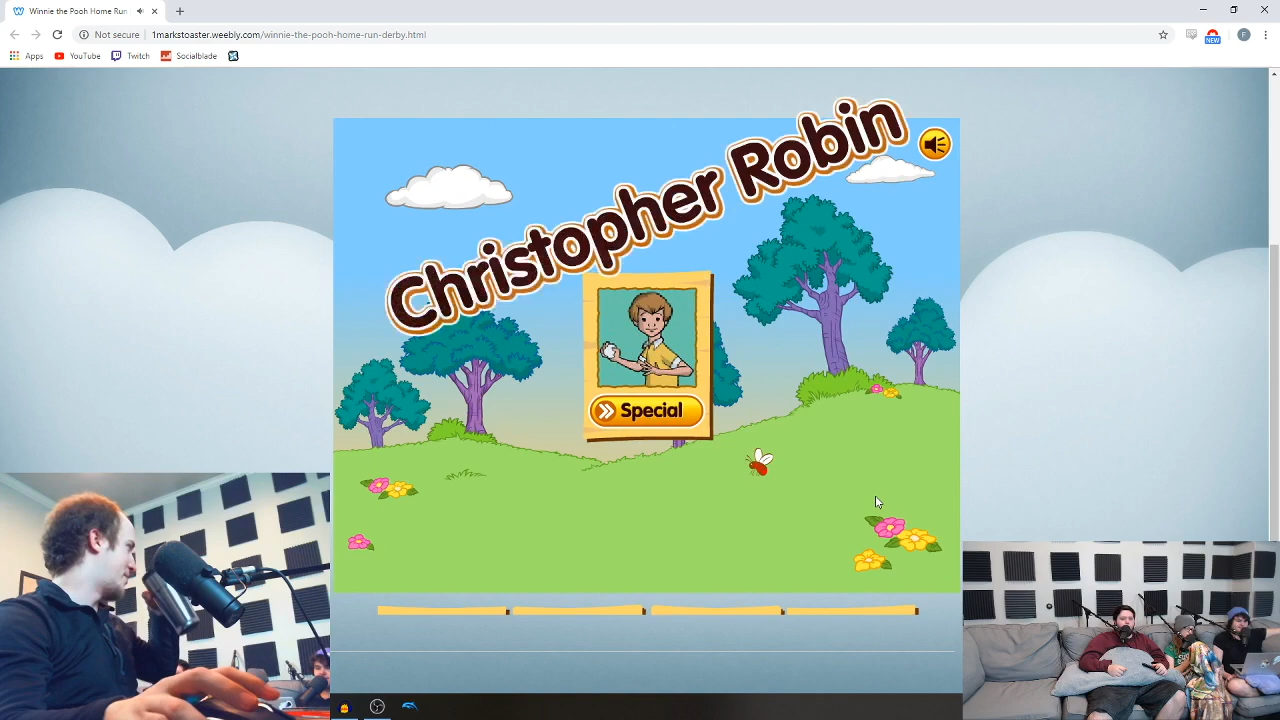 Winnie the Pooh Home Run
Not secure | 1markstoaster.weebly.com/winnie-the-pooh-home-run-derby.html
NEW
F
Apps YouTube Twitch Socialblade
Christopher Robin
Special